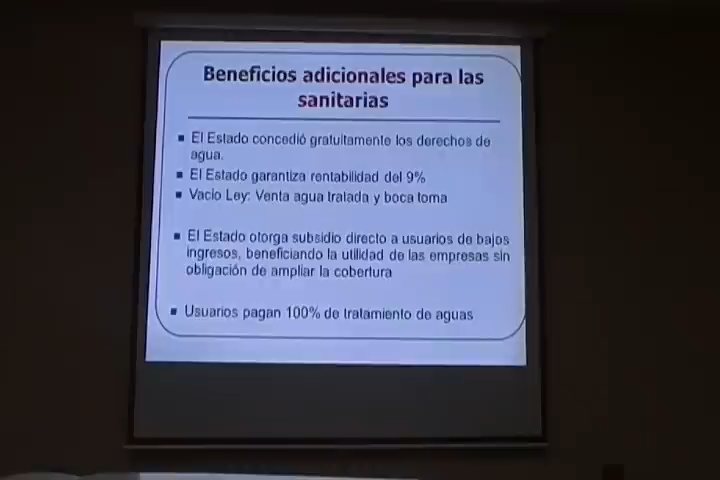 Beneficios adicionales para las
sanitarias
▪ El Estado concedió gratuitamente los derechos de
agua.
▪ El Estado garantiza rentabilidad del 9%
▪ Vacio Ley: Venta agua tratada y boca toma
▪ El Estado otorga subsidio directo a usuarios de bajos
ingresos, beneficiando la utilidad de las empresas sin
obligación de ampliar la cobertura
▪ Usuarios pagan 100% de tratamiento de aguas